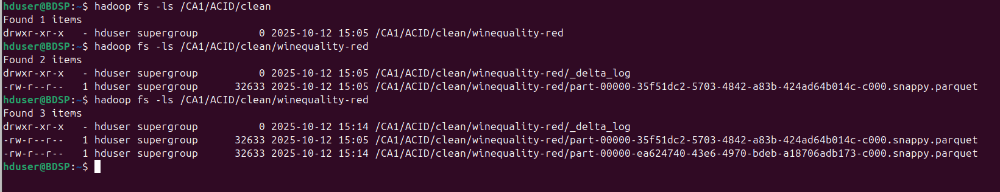 hduser@BDSP:~$ hadoop fs -ls /CA1/ACID/clean
Found 1 items
drwxr-xr-x   - hduser supergroup          0 2025-10-12 15:05 /CA1/ACID/clean/winequality-red
hduser@BDSP:~$ hadoop fs -ls /CA1/ACID/clean/winequality-red
Found 2 items
drwxr-xr-x   - hduser supergroup          0 2025-10-12 15:05 /CA1/ACID/clean/winequality-red/_delta_log
-rw-r--r--   1 hduser supergroup      32633 2025-10-12 15:05 /CA1/ACID/clean/winequality-red/part-00000-35f51dc2-5703-4842-a83b-424ad64b014c-c000.snappy.parquet
hduser@BDSP:~$ hadoop fs -ls /CA1/ACID/clean/winequality-red
Found 3 items
drwxr-xr-x   - hduser supergroup          0 2025-10-12 15:14 /CA1/ACID/clean/winequality-red/_delta_log
-rw-r--r--   1 hduser supergroup      32633 2025-10-12 15:05 /CA1/ACID/clean/winequality-red/part-00000-35f51dc2-5703-4842-a83b-424ad64b014c-c000.snappy.parquet
-rw-r--r--   1 hduser supergroup      32633 2025-10-12 15:14 /CA1/ACID/clean/winequality-red/part-00000-ea624740-43e6-4970-bdeb-a18706adb173-c000.snappy.parquet
hduser@BDSP:~$